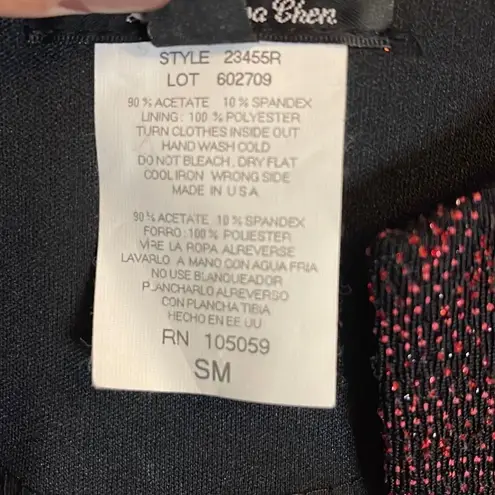 Chen
STYLE 23455R
LOT 602709
90 % ACETATE 10 % SPANDEX
LINING: 100 % POLYESTER
TURN CLOTHES INSIDE OUT
HAND WASH COLD
DO NOT BLEACH, DRY FLAT
COOL IRON WRONG SIDE
MADE IN U S A
90 % ACETATE, 10 % SPANDEX
FORRO: 100 % POLIESTER
VIRE LA ROPA ALREVERSE
LAVARLO A MANO CON AGUA FRIA
NO USE BLANQUEADOR
PLANCHARLO ALREVERSO
CON PLANCHA TIBIA
HECHO EN EE UU
RN 105059
SM